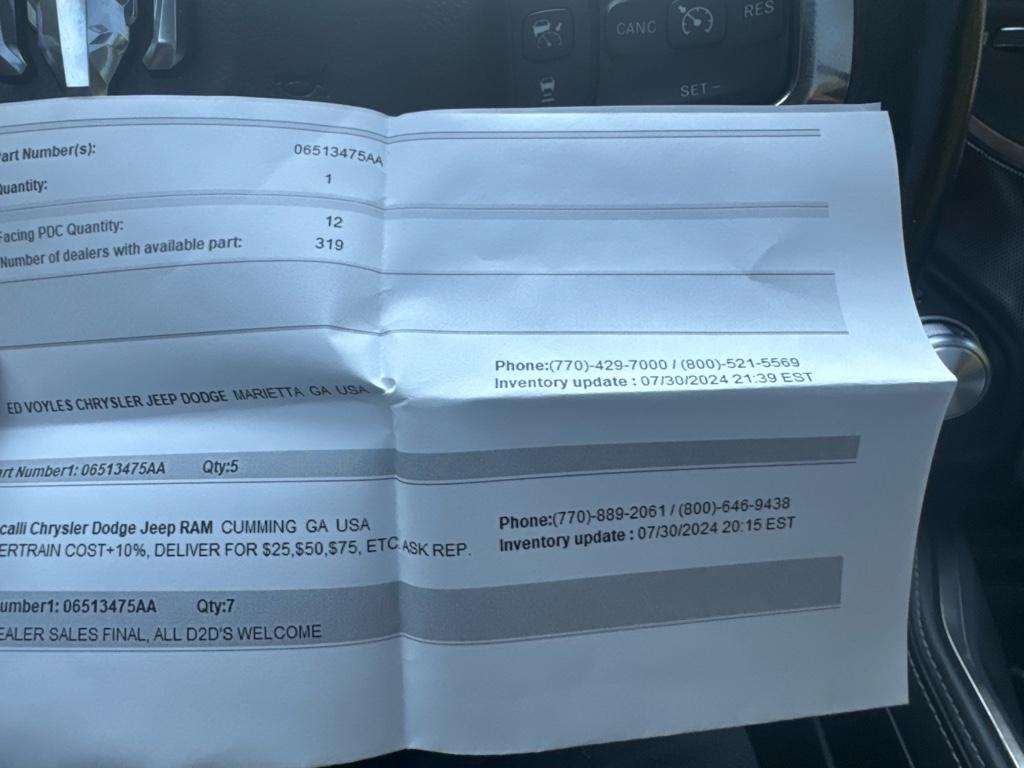 CANC
RES
SET −
art Number(s): 06513475AA
uantity: 1
Facing PDC Quantity: 12
Number of dealers with available part: 319
ED VOYLES CHRYSLER JEEP DODGE MARIETTA GA USA
Phone:(770)-429-7000 / (800)-521-5569
Inventory update : 07/30/2024 21:39 EST
art Number1: 06513475AA Qty:5
calli Chrysler Dodge Jeep RAM CUMMING GA USA
ERTRAIN COST+10%, DELIVER FOR $25,$50,$75, ETC. ASK REP.
Phone:(770)-889-2061 / (800)-646-9438
Inventory update : 07/30/2024 20:15 EST
umber1: 06513475AA Qty:7
EALER SALES FINAL, ALL D2D'S WELCOME